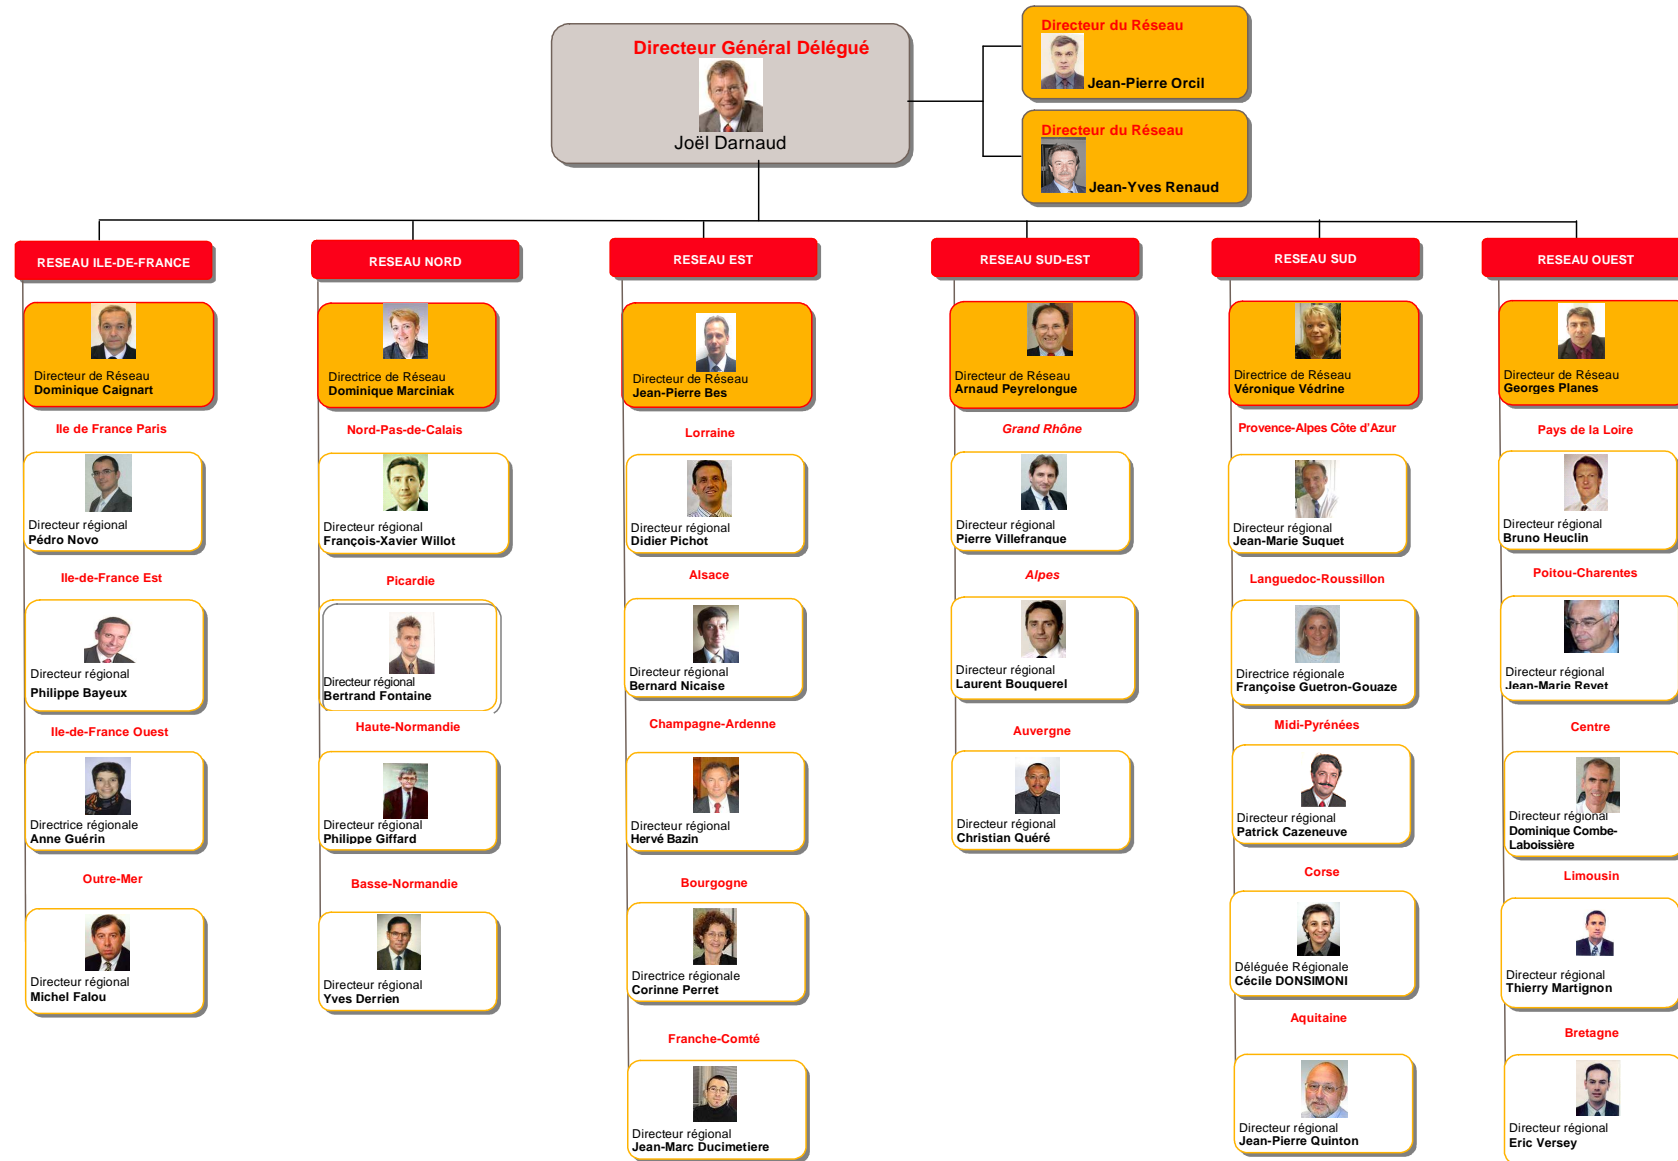 Directeur Général Délégué
Joël Darnaud
Directeur du Réseau
Jean-Pierre Orcil
Directeur du Réseau
Jean-Yves Renaud
RESEAU ILE-DE-FRANCE
Directeur de Réseau
Dominique Caignart
Ile de France Paris
Directeur régional
Pédro Novo
Ile-de-France Est
Directeur régional
Philippe Bayeux
Ile-de-France Ouest
Directrice régionale
Anne Guérin
Outre-Mer
Directeur régional
Michel Falou
RESEAU NORD
Directrice de Réseau
Dominique Marciniak
Nord-Pas-de-Calais
Directeur régional
François-Xavier Willot
Picardie
Directeur régional
Bertrand Fontaine
Haute-Normandie
Directeur régional
Philippe Giffard
Basse-Normandie
Directeur régional
Yves Derrien
RESEAU EST
Directeur de Réseau
Jean-Pierre Bes
Lorraine
Directeur régional
Didier Pichot
Alsace
Directeur régional
Bernard Nicaise
Champagne-Ardenne
Directeur régional
Hervé Bazin
Bourgogne
Directrice régionale
Corinne Perret
Franche-Comté
Directeur régional
Jean-Marc Ducimetiere
RESEAU SUD-EST
Directeur de Réseau
Arnaud Peyrelongue
Grand Rhône
Directeur régional
Pierre Villefranque
Alpes
Directeur régional
Laurent Bouquerel
Auvergne
Directeur régional
Christian Quéré
RESEAU SUD
Directrice de Réseau
Véronique Védrine
Provence-Alpes Côte d'Azur
Directeur régional
Jean-Marie Suquet
Languedoc-Roussillon
Directrice régionale
Françoise Guetron-Gouaze
Midi-Pyrénées
Directeur régional
Patrick Cazeneuve
Corse
Déléguée Régionale
Cécile DONSIMONI
Aquitaine
Directeur régional
Jean-Pierre Quinton
RESEAU OUEST
Directeur de Réseau
Georges Planes
Pays de la Loire
Directeur régional
Bruno Heuclin
Poitou-Charentes
Directeur régional
Jean-Marie Revet
Centre
Directeur régional
Dominique Combe-
Laboissière
Limousin
Directeur régional
Thierry Martignon
Bretagne
Directeur régional
Eric Versey